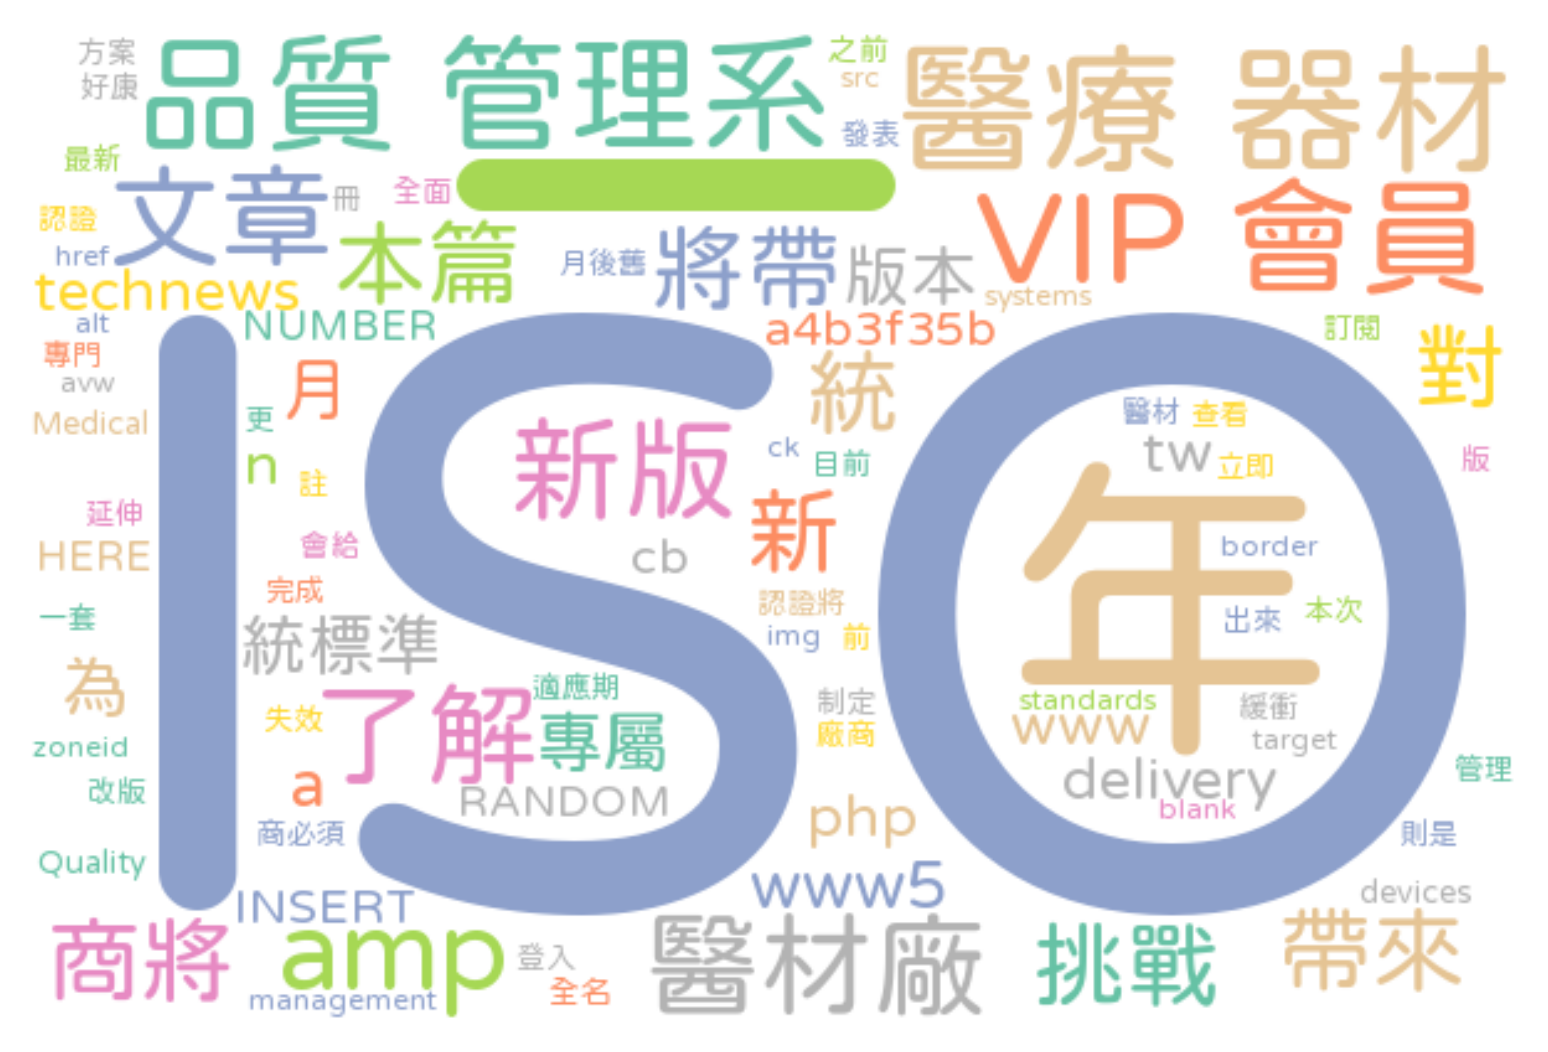 方案
好康
品質 管理系
之前
src
發表
醫療 器材
最新
文章
冊
全面
一
VIP 會員
認證
href
本篇
月後舊
將帶
版本
systems
technews
alt
NUMBER
a4b3f35b
訂閱
對
專門
avw
Medical
月
更
n
註
ISO
新版
統
ck
目前
醫材
查看
tw
立即
版
年
延伸
HERE
會給
完成
cb
新
border
認證將
img
前
出來
本次
一套
統標準
為
了解
適應期
專屬
制定
廠商
standards
www
緩衝
target
失效
zoneid
改版
a
RANDOM
delivery
blank
管理
商必須
php
則是
Quality
INSERT
www5
devices
商將
amp
登入
全名
management
醫材廠
挑戰
帶來